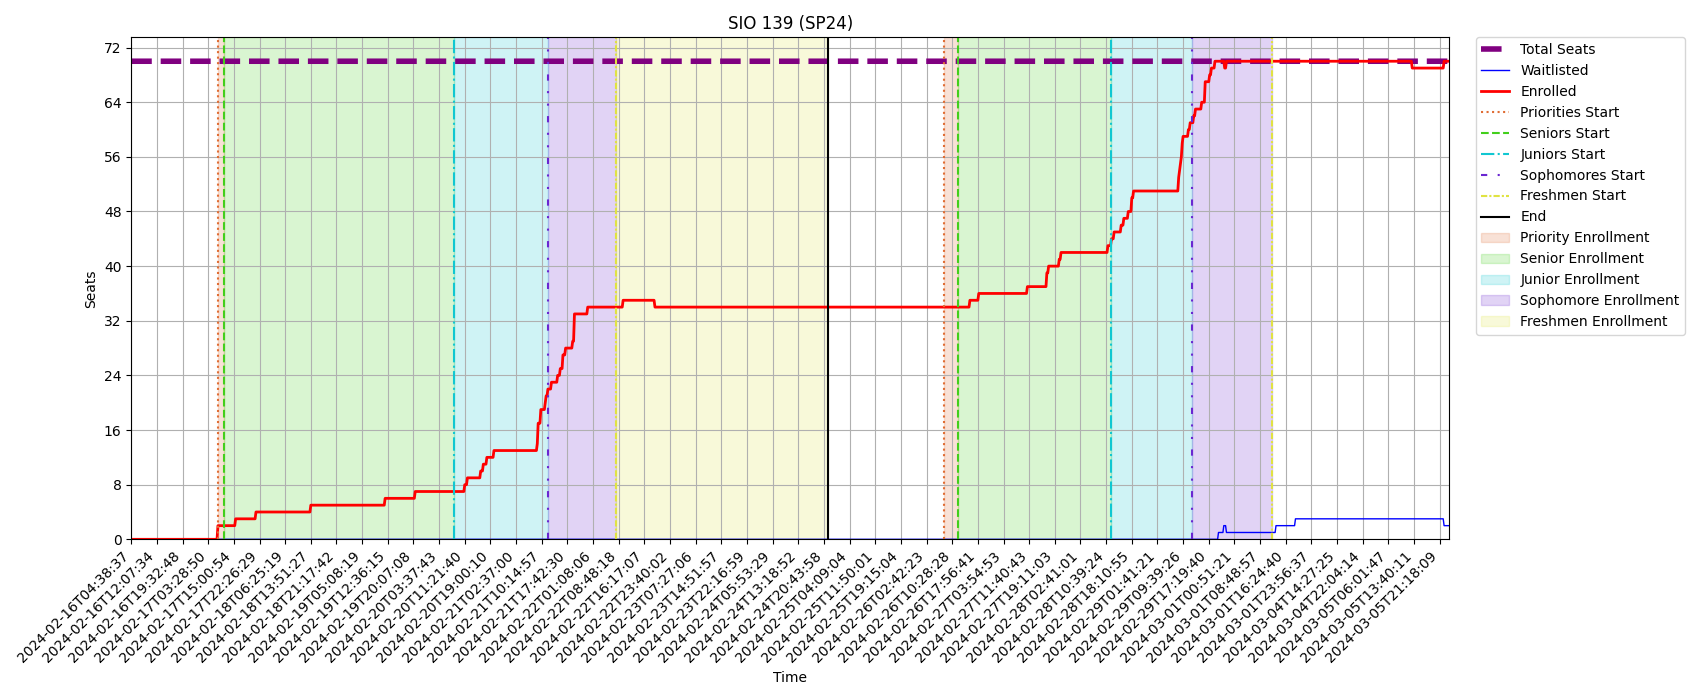 SIO 139 (SP24)
Seats
72
64
56
48
40
32
24
16
8
0
2024-02-16T04:38:37
2024-02-16T12:07:34
2024-02-16T19:32:48
2024-02-17T03:28:50
2024-02-17T15:00:54
2024-02-17T22:26:29
2024-02-18T06:25:19
2024-02-18T13:51:27
2024-02-18T21:17:42
2024-02-19T05:08:19
2024-02-19T12:36:15
2024-02-19T20:07:08
2024-02-20T03:37:43
2024-02-20T11:21:40
2024-02-20T19:00:10
2024-02-21T02:37:00
2024-02-21T10:14:57
2024-02-21T17:42:30
2024-02-22T01:08:06
2024-02-22T08:48:18
2024-02-22T16:17:07
2024-02-22T23:40:02
2024-02-23T07:27:06
2024-02-23T14:51:57
2024-02-23T22:16:59
2024-02-24T05:53:29
2024-02-24T13:18:52
2024-02-24T20:43:58
2024-02-25T04:09:04
2024-02-25T11:50:01
2024-02-25T19:15:04
2024-02-26T02:42:23
2024-02-26T10:28:28
2024-02-26T17:56:41
2024-02-27T03:54:53
2024-02-27T11:40:43
2024-02-27T19:11:03
2024-02-28T02:41:01
2024-02-28T10:39:24
2024-02-28T18:10:55
2024-02-29T01:41:21
2024-02-29T09:39:26
2024-02-29T17:19:40
2024-03-01T00:51:21
2024-03-01T08:48:57
2024-03-01T16:24:40
2024-03-01T23:56:37
2024-03-04T14:27:25
2024-03-04T22:04:14
2024-03-05T06:01:47
2024-03-05T13:40:11
2024-03-05T21:18:09
Time
Total Seats
Waitlisted
Enrolled
Priorities Start
Seniors Start
Juniors Start
Sophomores Start
Freshmen Start
End
Priority Enrollment
Senior Enrollment
Junior Enrollment
Sophomore Enrollment
Freshmen Enrollment